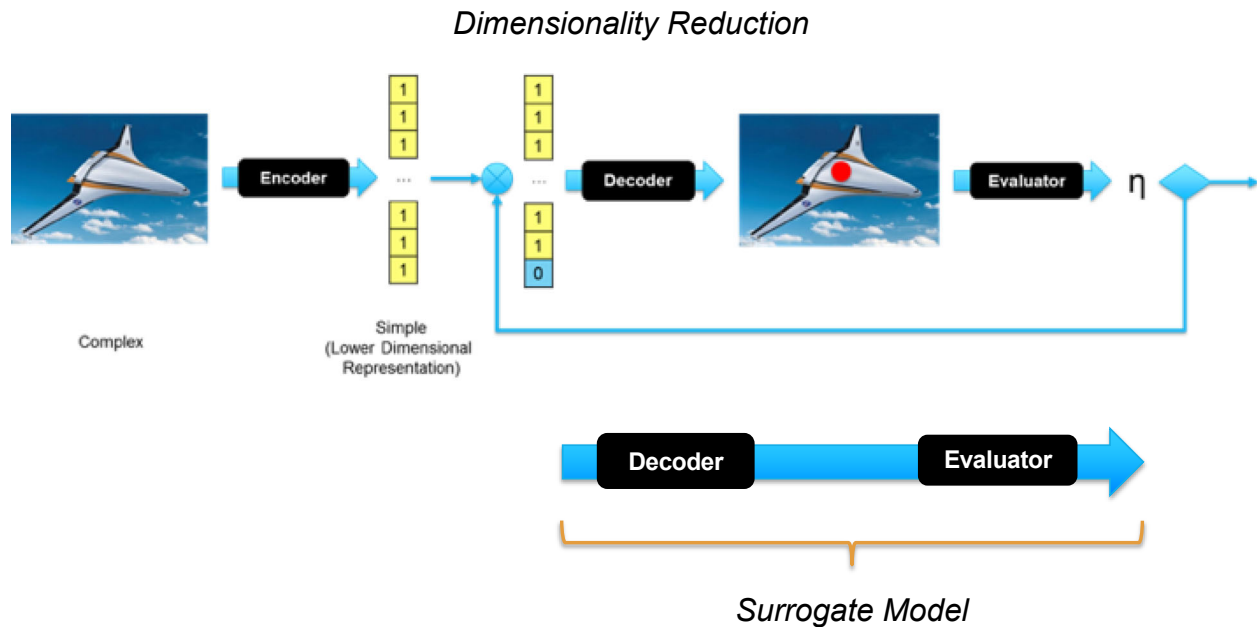 Dimensionality Reduction
1
1
1
...
1
1
1
1
1
1
...
1
1
0
Encoder
Decoder
Evaluator
η
Complex
Simple
(Lower Dimensional
Representation)
Decoder
Evaluator
Surrogate Model